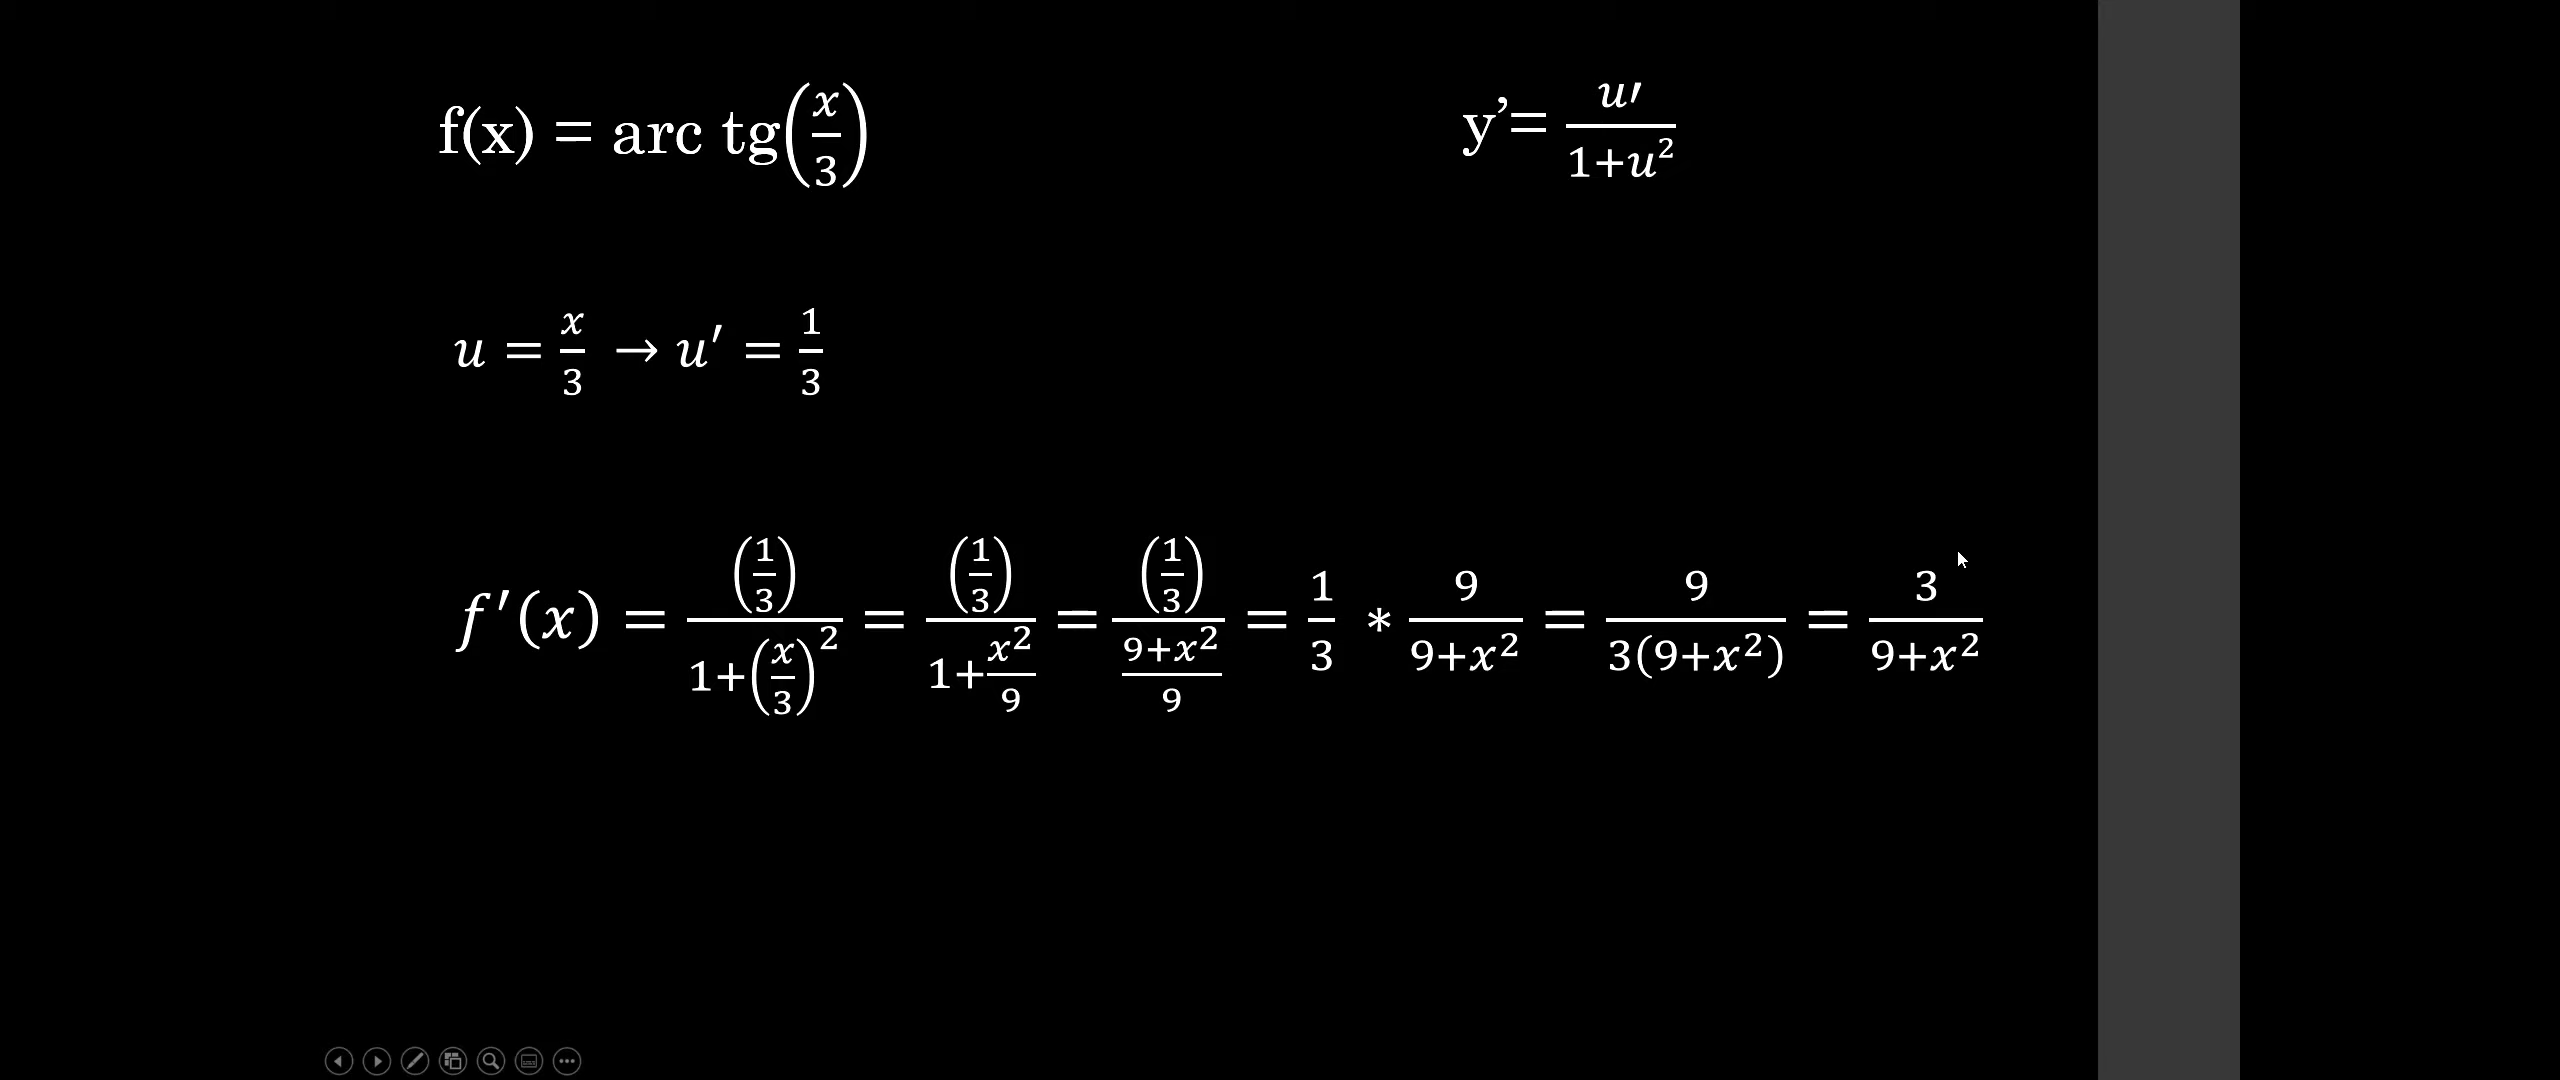 f(x) = arc tg(x/3)
y’= u′/(1+u²)
u = x/3 → u′ = 1/3
f′(x) = (1/3)/(1+(x/3)²) = (1/3)/(1+x²/9) = (1/3)/((9+x²)/9) = 1/3 * 9/(9+x²) = 9/(3(9+x²)) = 3/(9+x²)